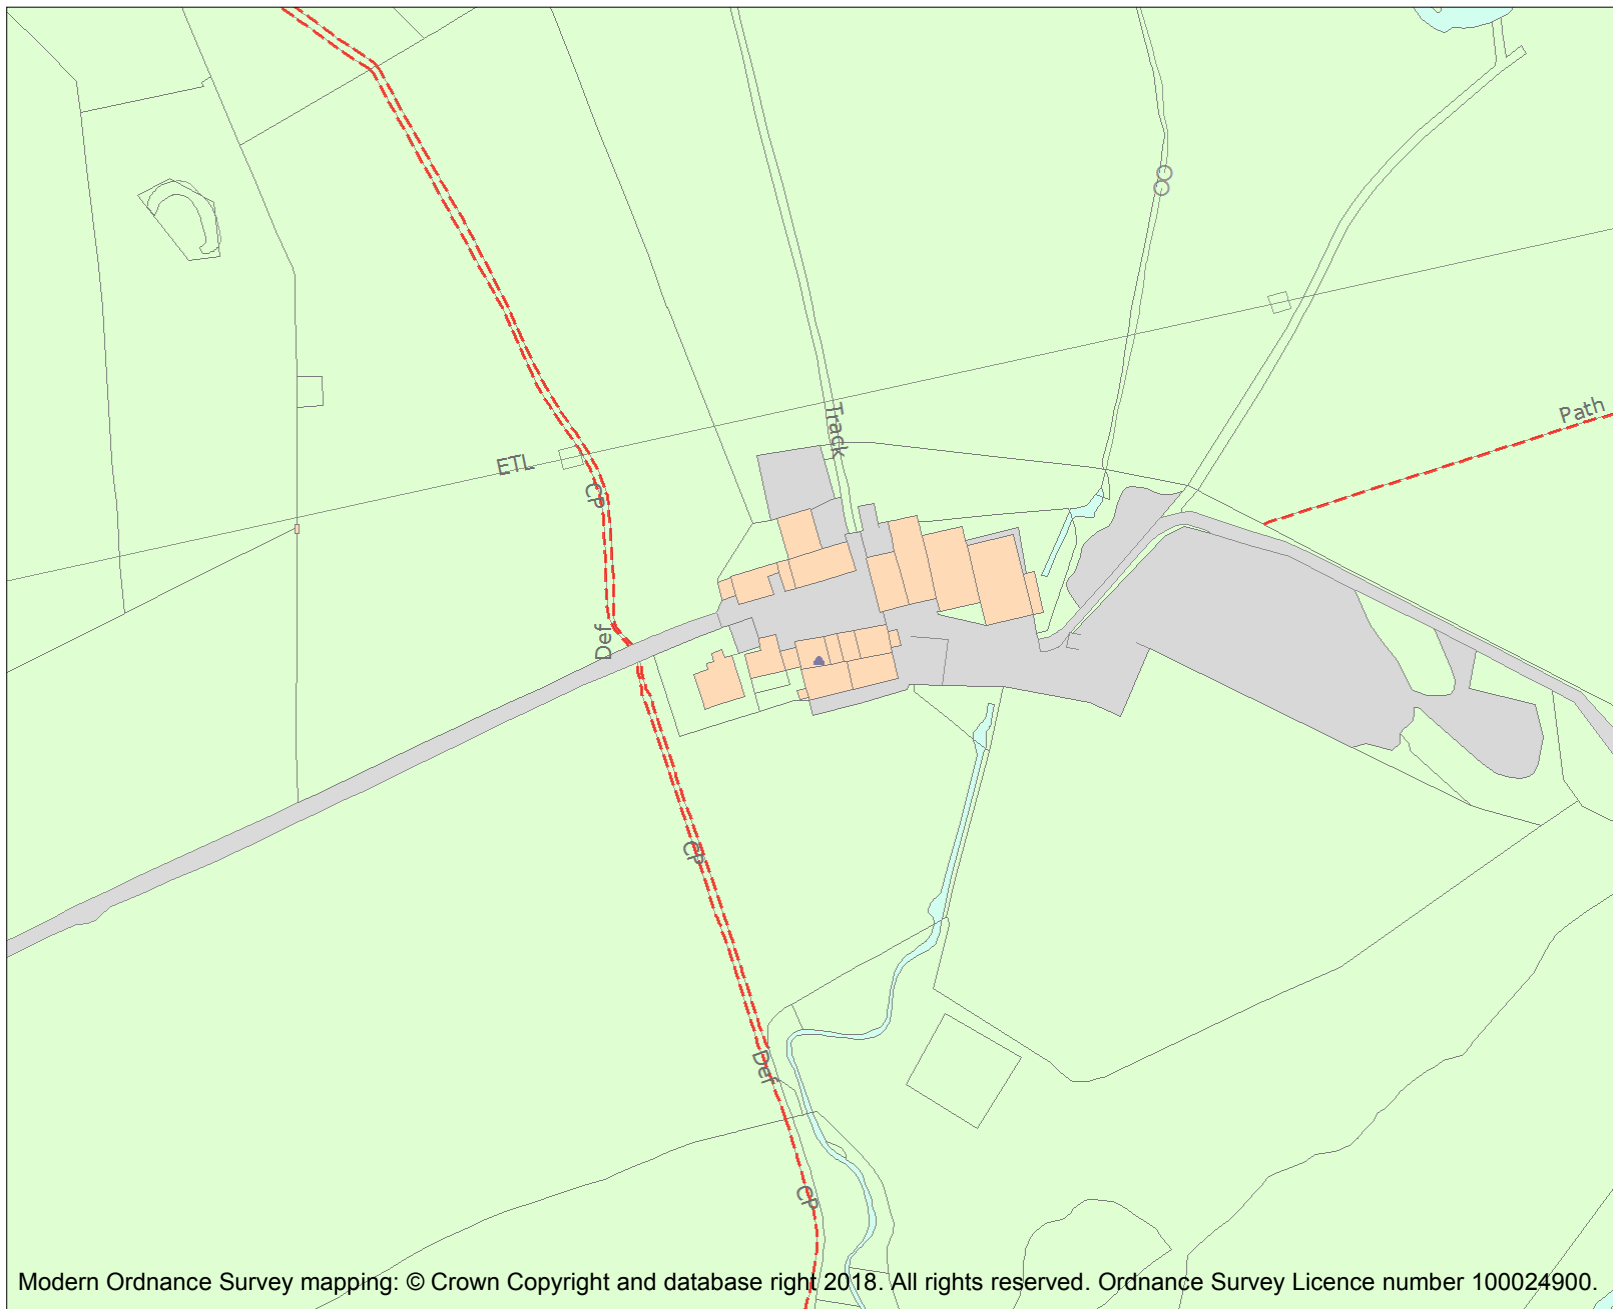 Path
Track
ETL
CP
Def
CP
Def
CP
Modern Ordnance Survey mapping: © Crown Copyright and database right 2018. All rights reserved. Ordnance Survey Licence number 100024900.